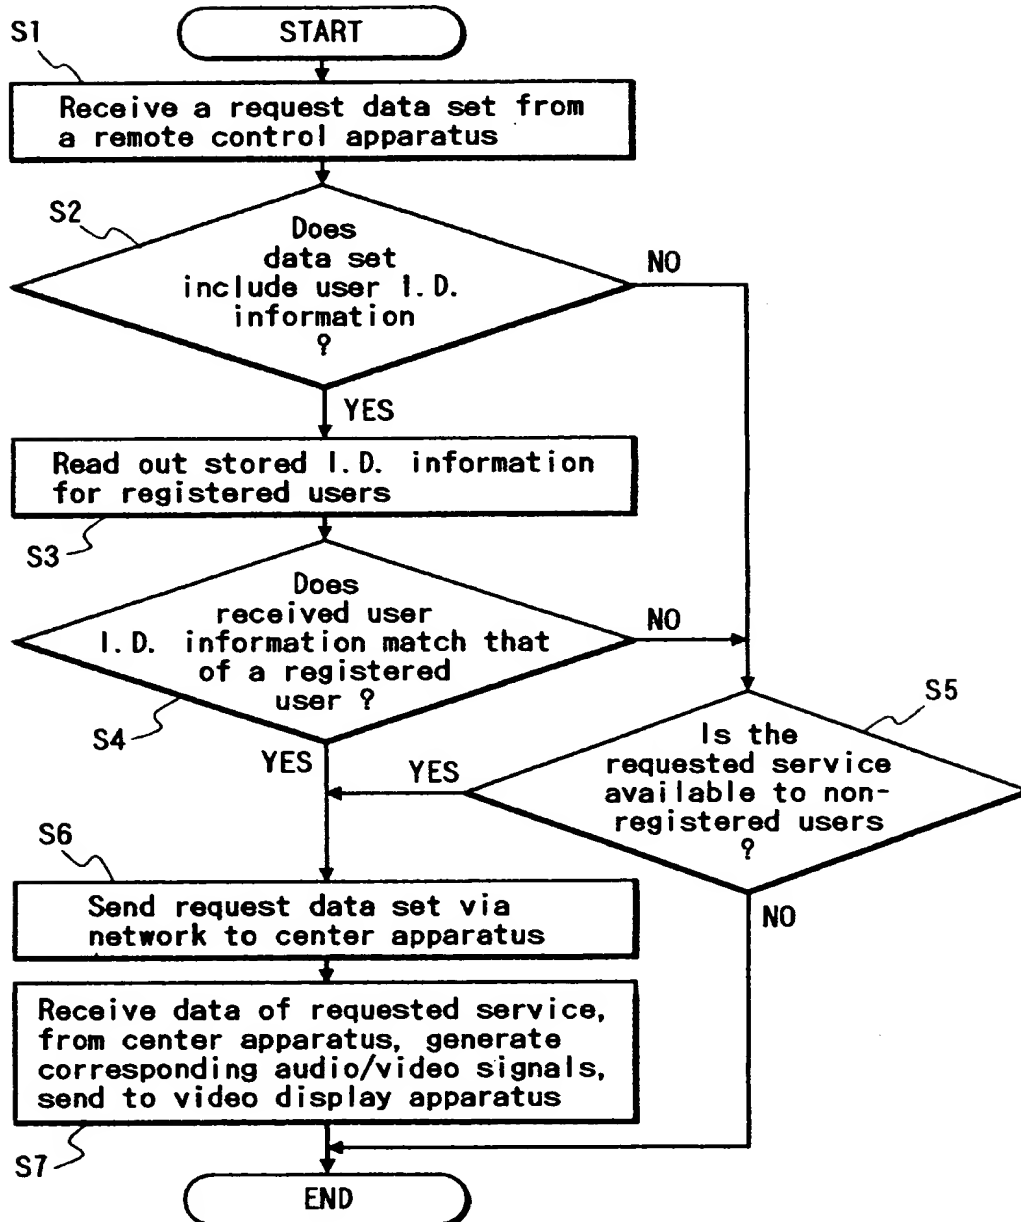 S1
START
Receive a request data set from
a remote control apparatus
S2
Does
data set
include user I.D.
information
?
NO
YES
Read out stored I.D. information
for registered users
S3
Does
received user
I.D. information match that
of a registered
user ?
NO
S4
YES
S5
Is the
requested service
available to non-
registered users
?
YES
NO
S6
Send request data set via
network to center apparatus
Receive data of requested service,
from center apparatus, generate
corresponding audio/video signals,
send to video display apparatus
S7
END